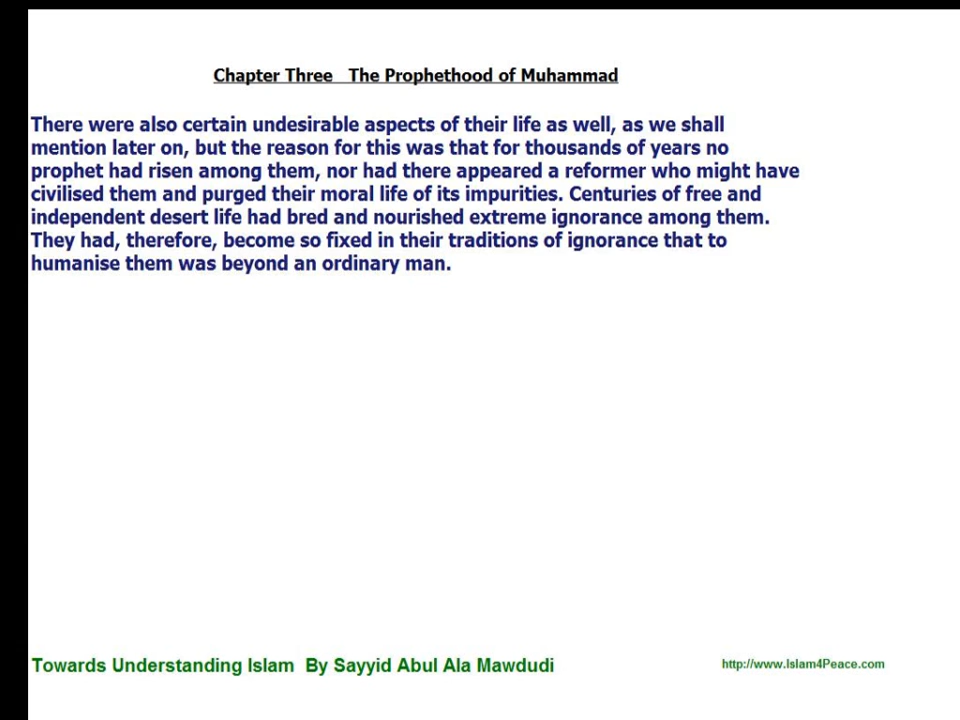 Chapter Three   The Prophethood of Muhammad
There were also certain undesirable aspects of their life as well, as we shall
mention later on, but the reason for this was that for thousands of years no
prophet had risen among them, nor had there appeared a reformer who might have
civilised them and purged their moral life of its impurities. Centuries of free and
independent desert life had bred and nourished extreme ignorance among them.
They had, therefore, become so fixed in their traditions of ignorance that to
humanise them was beyond an ordinary man.
Towards Understanding Islam  By Sayyid Abul Ala Mawdudi
http://www.Islam4Peace.com